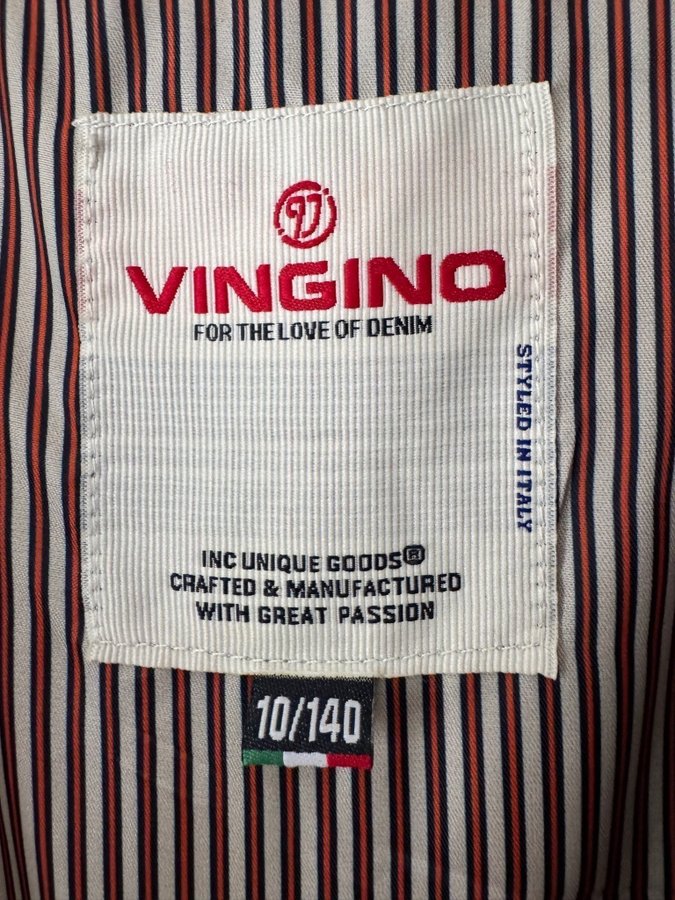 VINGINO
FOR THE LOVE OF DENIM
STYLED IN ITALY
INC UNIQUE GOODS®
CRAFTED & MANUFACTURED
WITH GREAT PASSION
10/140